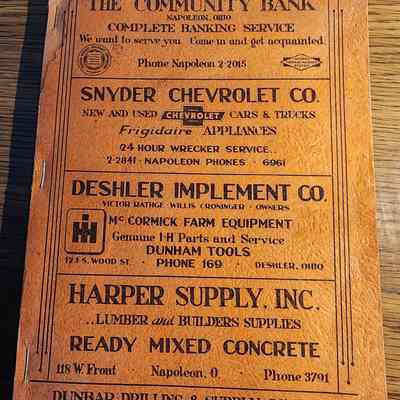 THE COMMUNITY BANK
NAPOLEON, OHIO
COMPLETE BANKING SERVICE
We want to serve you Come in and get acquainted.
Phone Napoleon 2-2015
SNYDER CHEVROLET CO.
NEW AND USED CHEVROLET CARS & TRUCKS
Frigidaire APPLIANCES
24 HOUR WRECKER SERVICE..
2-2841 · NAPOLEON PHONES · 6961
DESHLER IMPLEMENT CO.
VICTOR RATHGE · WILLIS CRONINGER · OWNERS
IH
McCORMICK FARM EQUIPMENT
Genuine I·H Parts and Service
DUNHAM TOOLS
123 S. WOOD ST. · PHONE 169 · DESHLER, OHIO
HARPER SUPPLY, INC.
..LUMBER and BUILDERS SUPPLIES
READY MIXED CONCRETE
118 W. Front Napoleon, O. Phone 3791
DUNBAR DRILLING & SUPPLY